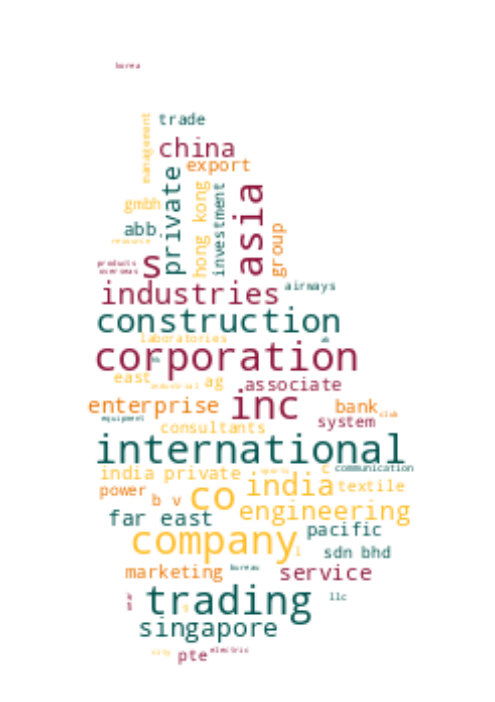 korea
management
trade
china
export
private
hong kong
investment
asia
gmbh
abb
resource
group
products
overseas
s
airways
industries
construction
laboratories
corporation
east
industrial
ag
associate
enterprise
inc
bank
club
equipment
consultants
system
international
india private
c
communication
power
b v
co
india
textile
far east
engineering
company
pacific
l
sdn bhd
marketing
bureau
service
trading
llc
singapore
city
pte
electric